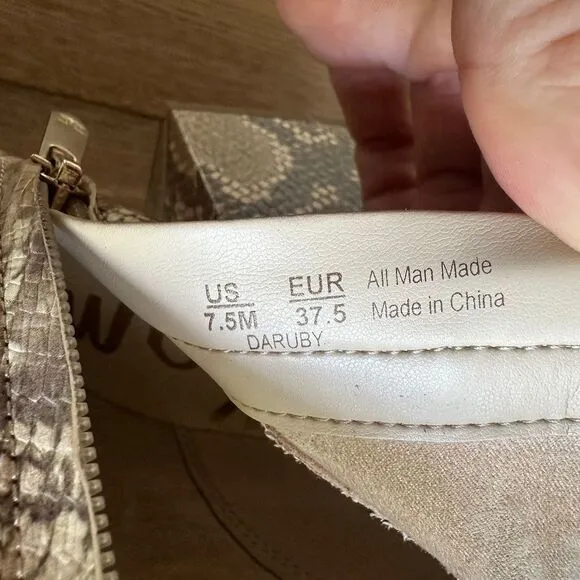 US EUR All Man Made
7.5M 37.5 Made in China
DARUBY